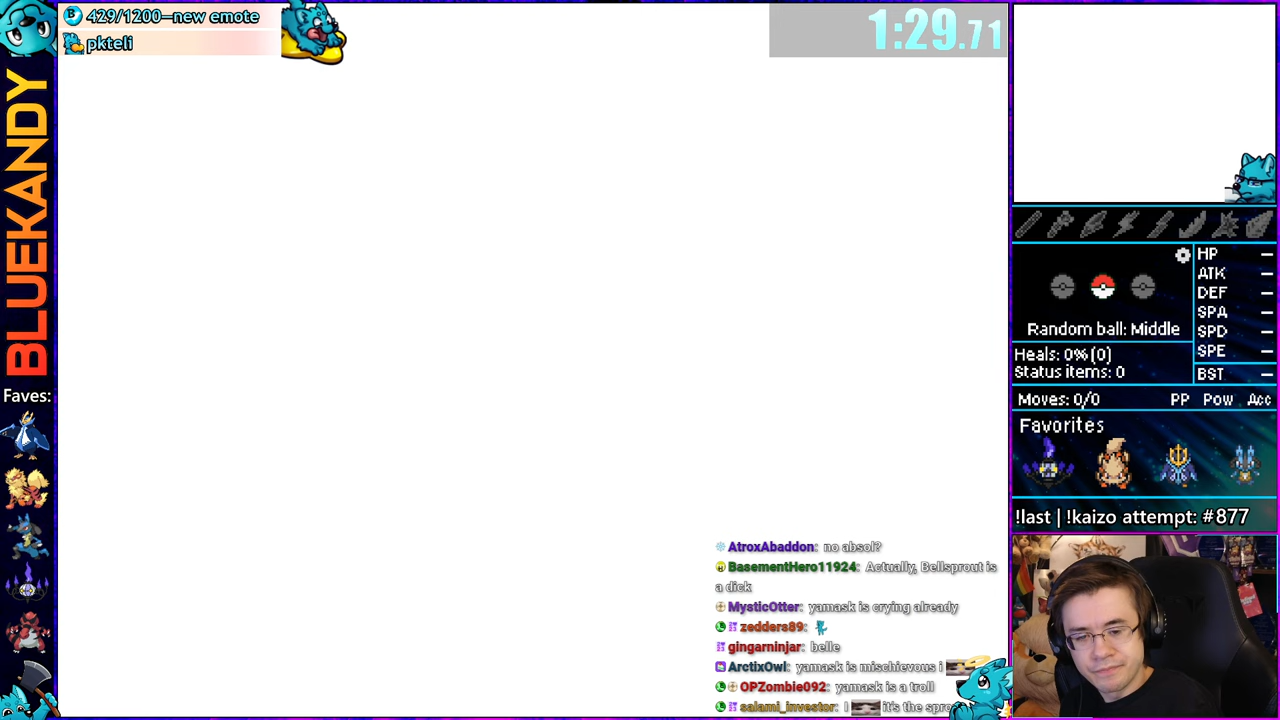 429/1200—new emote
pkteli
1:29.71
BLUEKANDY
Faves:
HP —
ATK —
DEF —
SPA —
SPD —
SPE —
BST —
Random ball: Middle
Heals: 0% (0)
Status items: 0
Moves: 0/0 PP Pow Acc
Favorites
!last | !kaizo attempt: #877
AtroxAbaddon: no absol?
BasementHero11924: Actually, Bellsprout is
a dick
MysticOtter: yamask is crying already
zedders89:
gingarninjar: belle
ArctixOwl: yamask is mischievous i
OPZombie092: yamask is a troll
salami_investor: I it's the spro